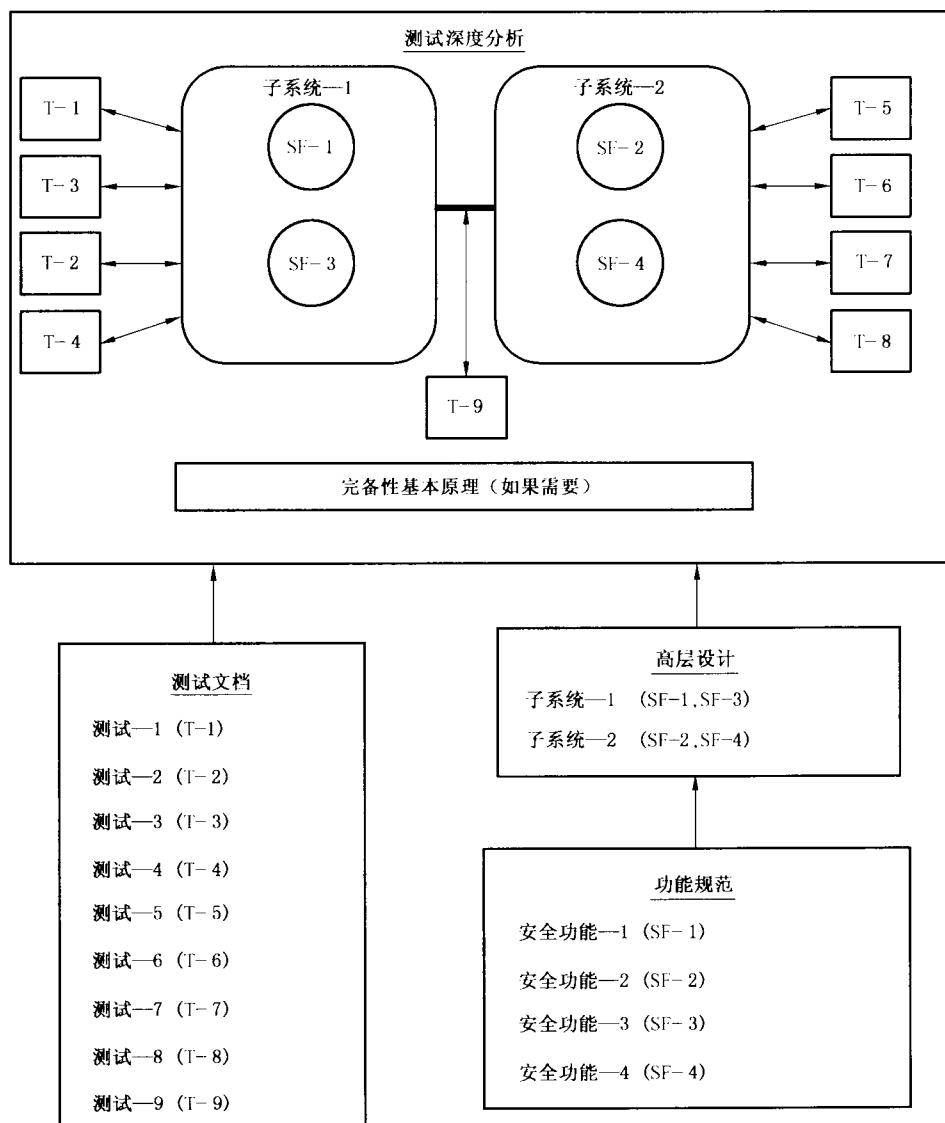 测试深度分析
子系统—1
子系统—2
T-1
SF-1
SF-2
T-5
T-3
T-6
T-2
SF-3
SF-4
T-7
T-4
T-8
T-9
完备性基本原理（如果需要）
测试文档
测试—1 (T-1)
测试—2 (T-2)
测试—3 (T-3)
测试—4 (T-4)
测试—5 (T-5)
测试—6 (T-6)
测试—7 (T-7)
测试—8 (T-8)
测试—9 (T-9)
高层设计
子系统—1 (SF-1,SF-3)
子系统—2 (SF-2,SF-4)
功能规范
安全功能—1 (SF-1)
安全功能—2 (SF-2)
安全功能—3 (SF-3)
安全功能—4 (SF-4)